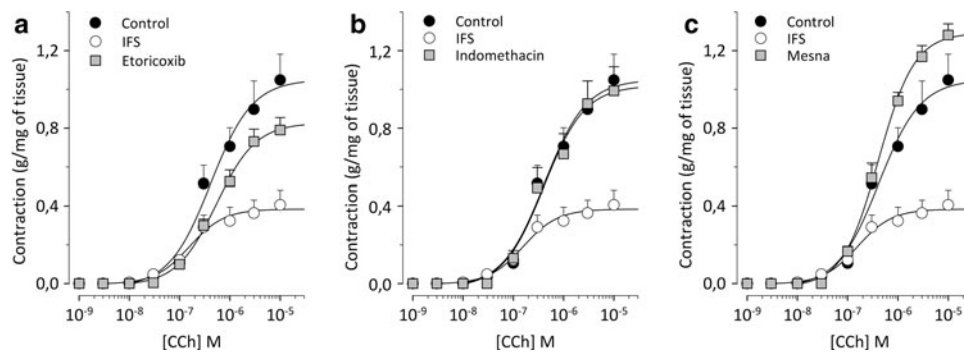 a
Control
IFS
Etoricoxib
Contraction (g/mg of tissue)
1,2
0,8
0,4
0,0
10⁻⁹ 10⁻⁸ 10⁻⁷ 10⁻⁶ 10⁻⁵
[CCh] M
b
Control
IFS
Indomethacin
Contraction (g/mg of tissue)
1,2
0,8
0,4
0,0
10⁻⁹ 10⁻⁸ 10⁻⁷ 10⁻⁶ 10⁻⁵
[CCh] M
c
Control
IFS
Mesna
Contraction (g/mg of tissue)
1,2
0,8
0,4
0,0
10⁻⁹ 10⁻⁸ 10⁻⁷ 10⁻⁶ 10⁻⁵
[CCh] M